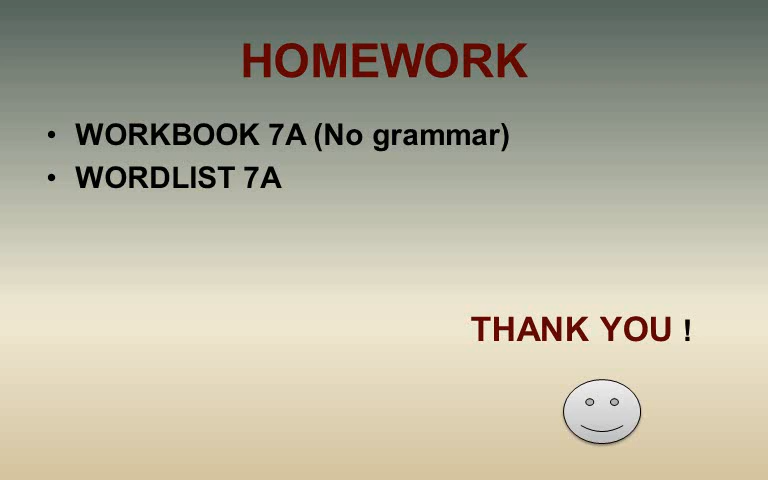 HOMEWORK
• WORKBOOK 7A (No grammar)
• WORDLIST 7A
THANK YOU !